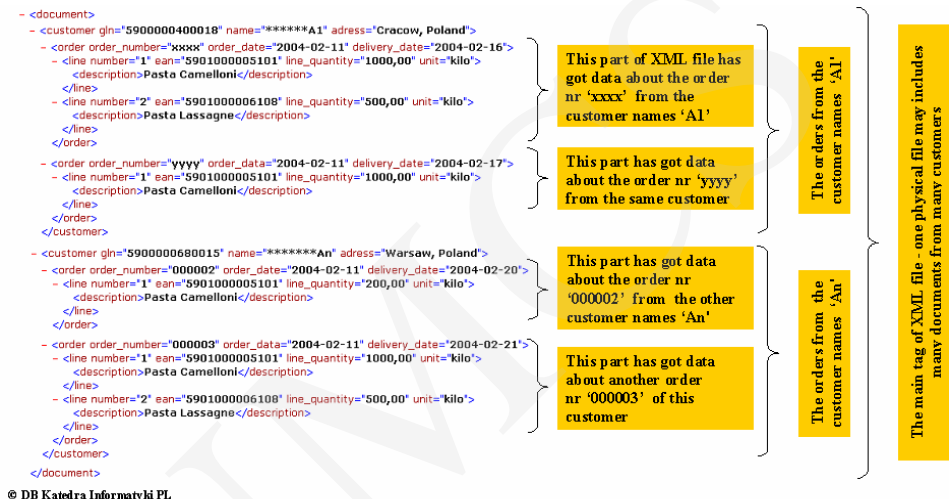 - <document>
- <customer gln="5900000400018" name="******A1" adress="Cracow, Poland">
- <order order_number="xxxx" order_date="2004-02-11" delivery_date="2004-02-16">
- <line number="1" ean="5901000005101" line_quantity="1000,00" unit="kilo">
<description>Pasta Camelloni</description>
</line>
- <line number="2" ean="5901000006108" line_quantity="500,00" unit="kilo">
<description>Pasta Lassagne</description>
</line>
</order>
- <order order_number="yyyy" order_data="2004-02-11" delivery_date="2004-02-17">
- <line number="1" ean="5901000005101" line_quantity="1000,00" unit="kilo">
<description>Pasta Camelloni</description>
</line>
</order>
</customer>
- <customer gln="5900000680015" name="*******An" adress="Warsaw, Poland">
- <order order_number="000002" order_date="2004-02-11" delivery_date="2004-02-20">
- <line number="1" ean="5901000005101" line_quantity="200,00" unit="kilo">
<description>Pasta Camelloni</description>
</line>
</order>
- <order order_number="000003" order_date="2004-02-11" delivery_date="2004-02-21">
- <line number="1" ean="5901000005101" line_quantity="1000,00" unit="kilo">
<description>Pasta Camelloni</description>
</line>
- <line number="2" ean="5901000006108" line_quantity="500,00" unit="kilo">
<description>Pasta Lassagne</description>
</line>
</order>
</customer>
</document>
This part of XML file has
got data about the order
nr ‘xxxx’ from the
customer names ‘A1’
This part has got data
about the order nr ‘yyyy’
from the same customer
This part has got data
about the order nr
‘000002’ from the other
customer names ‘An'
This part has got data
about another order
nr ‘000003’ of this
customer
The orders from the
customer names ‘A1'
The orders from the
customer names ‘An'
The main tag of XML file - one physical file may includes
many documents from many customers
© DB Katedra Informatyki PL
IMCS